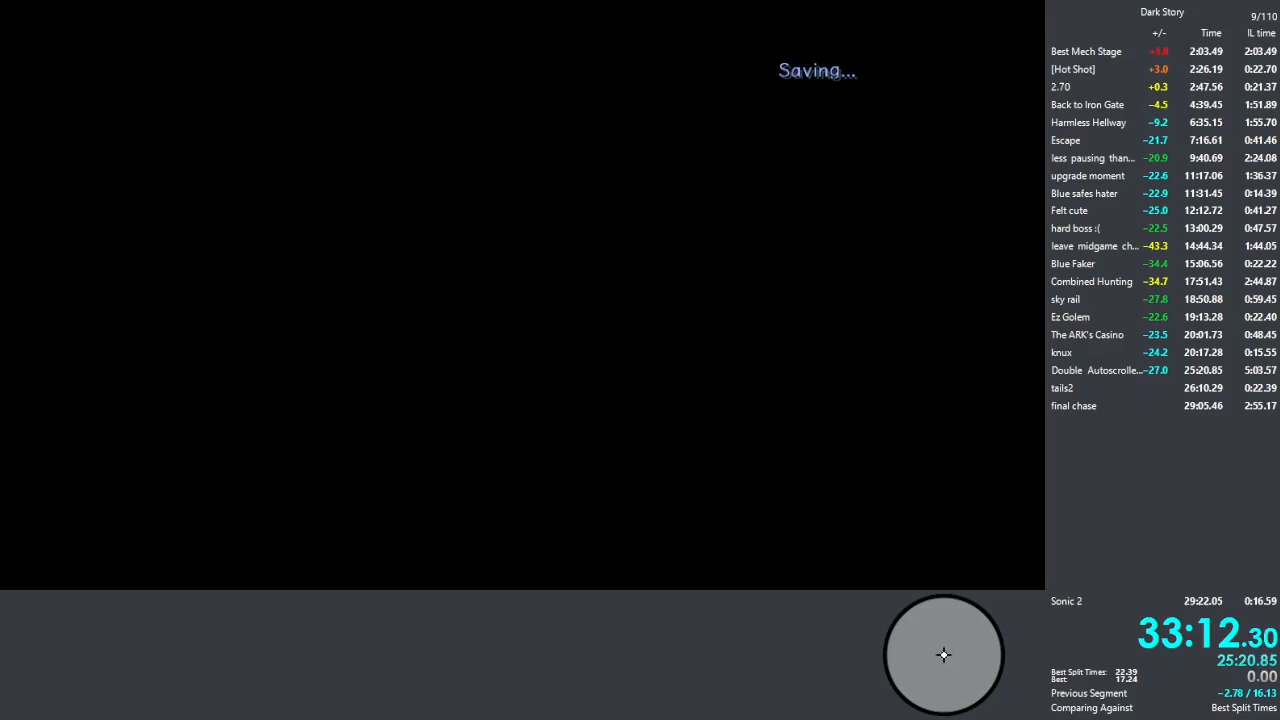 Saving...
Dark Story
9/110
+/- Time IL time
Best Mech Stage +3.0 2:03.49 2:03.49
[Hot Shot] +3.0 2:26.19 0:22.70
2.70 +0.3 2:47.56 0:21.37
Back to Iron Gate −4.5 4:39.45 1:51.89
Harmless Hellway −9.2 6:35.15 1:55.70
Escape −21.7 7:16.61 0:41.46
less pausing than... −20.9 9:40.69 2:24.08
upgrade moment −22.6 11:17.06 1:36.37
Blue safes hater −22.9 11:31.45 0:14.39
Felt cute −25.0 12:12.72 0:41.27
hard boss :( −22.5 13:00.29 0:47.57
leave midgame ch... −43.3 14:44.34 1:44.05
Blue Faker −34.4 15:06.56 0:22.22
Combined Hunting −34.7 17:51.43 2:44.87
sky rail −27.8 18:50.88 0:59.45
Ez Golem −22.6 19:13.28 0:22.40
The ARK's Casino −23.5 20:01.73 0:48.45
knux −24.2 20:17.28 0:15.55
Double Autoscrolle... −27.0 25:20.85 5:03.57
tails2 26:10.29 0:22.39
final chase 29:05.46 2:55.17
Sonic 2 29:22.05 0:16.59
33:12.30
25:20.85
Best Split Times: 22.39
Best: 17.24
0.00
Previous Segment −2.78 / 16.13
Comparing Against Best Split Times